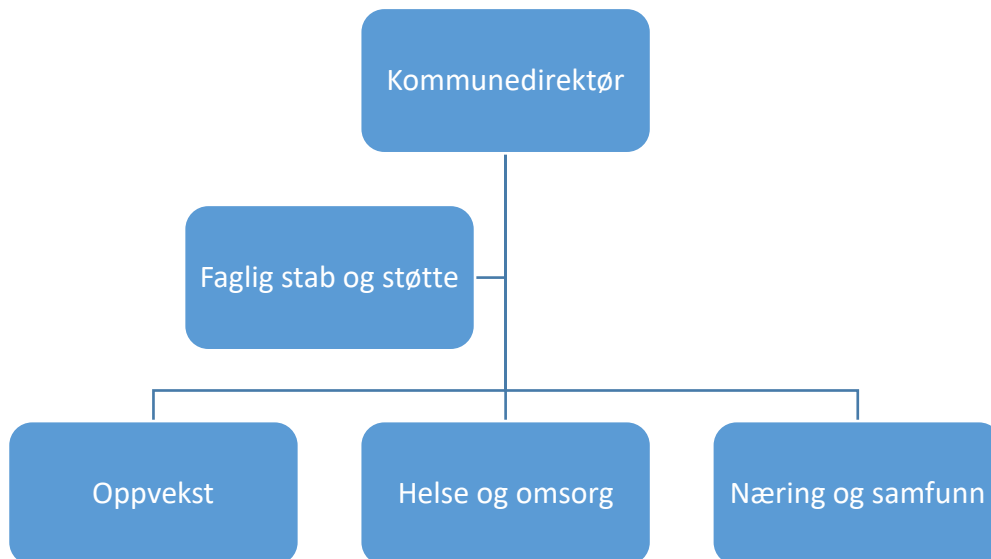 Kommunedirektør
Faglig stab og støtte
Oppvekst
Helse og omsorg
Næring og samfunn